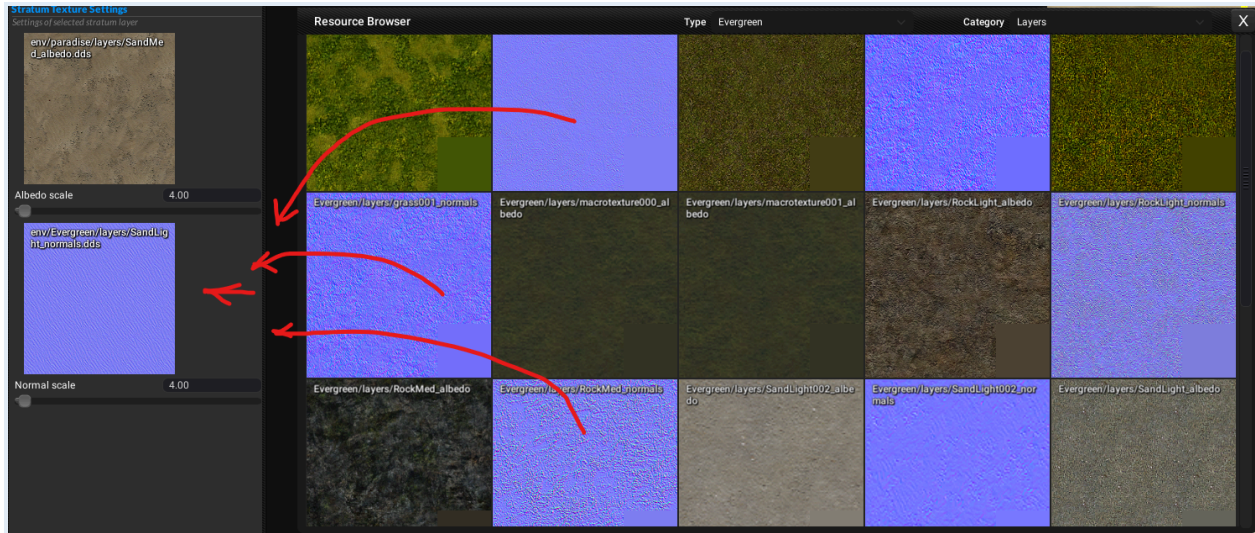 Stratum Texture Settings
Settings of selected stratum layer
env/paradise/layers/SandMe
d_albedo.dds
Albedo scale 4.00
env/Evergreen/layers/SandLig
ht_normals.dds
Normal scale 4.00
Resource Browser Type Evergreen Category Layers X
Evergreen/layers/grass001_normals
Evergreen/layers/macrotexture000_al
bedo
Evergreen/layers/macrotexture001_al
bedo
Evergreen/layers/RockLight_albedo
Evergreen/layers/RockLight_normals
Evergreen/layers/RockMed_albedo
Evergreen/layers/RockMed_normals
Evergreen/layers/SandLight002_albe
do
Evergreen/layers/SandLight002_nor
mals
Evergreen/layers/SandLight_albedo